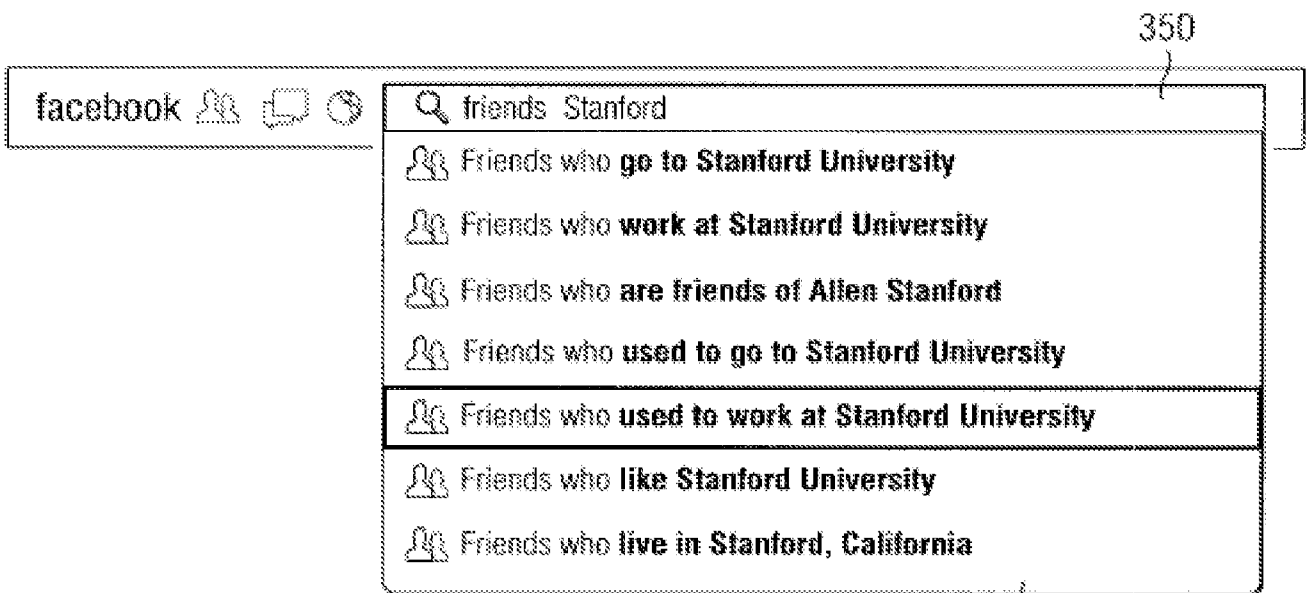 350
facebook friends Stanford
Friends who go to Stanford University
Friends who work at Stanford University
Friends who are friends of Allen Stanford
Friends who used to go to Stanford University
Friends who used to work at Stanford University
Friends who like Stanford University
Friends who live in Stanford, California